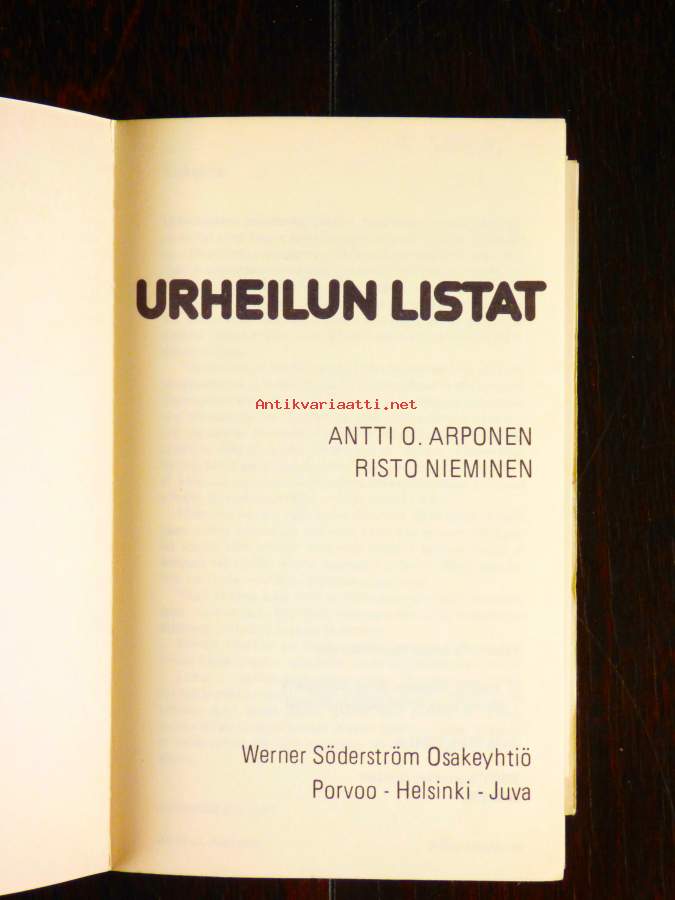 URHEILUN LISTAT
Antikvariaatti.net
ANTTI O. ARPONEN
RISTO NIEMINEN
Werner Söderström Osakeyhtiö
Porvoo - Helsinki - Juva